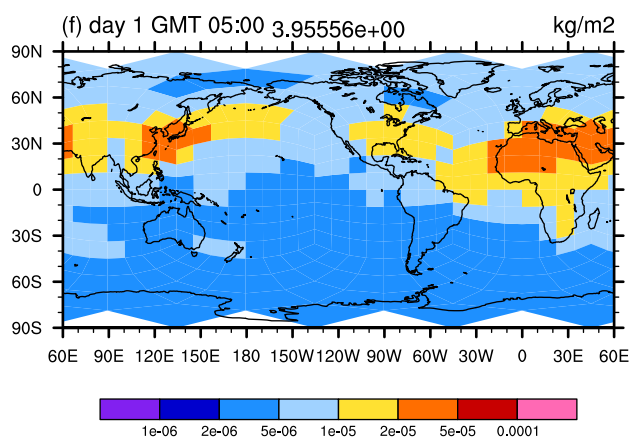 (f) day 1 GMT 05:00 3.95556e+00 kg/m2
90N
60N
30N
0
30S
60S
90S
60E 90E 120E 150E 180 150W 120W 90W 60W 30W 0 30E 60E
1e-06 2e-06 5e-06 1e-05 2e-05 5e-05 0.0001